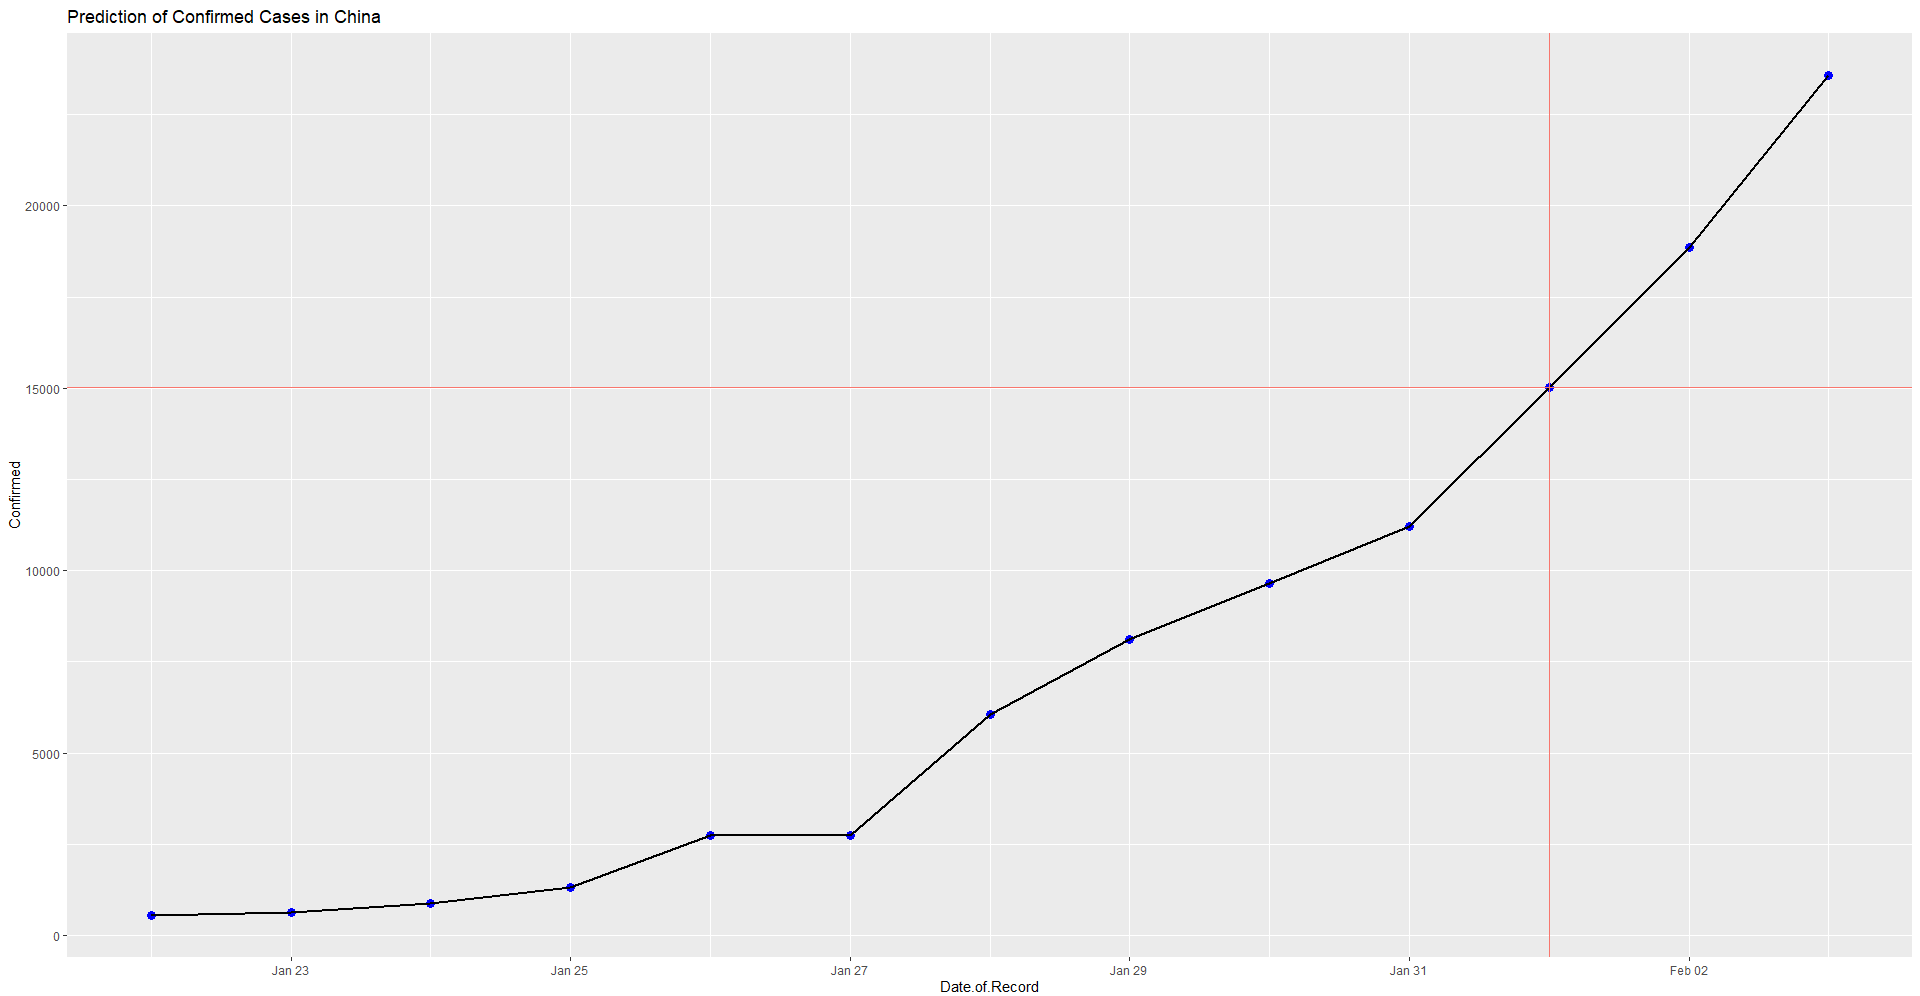 Prediction of Confirmed Cases in China
Confirmed
20000
15000
10000
5000
0
Jan 23
Jan 25
Jan 27
Jan 29
Jan 31
Feb 02
Date.of.Record